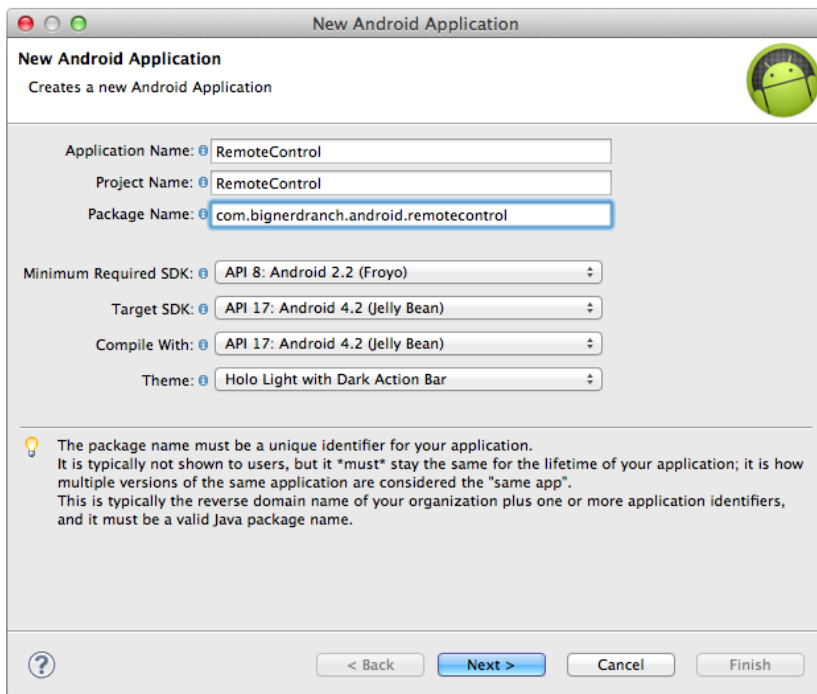 New Android Application
New Android Application
Creates a new Android Application
Application Name: RemoteControl
Project Name: RemoteControl
Package Name: com.bignerdranch.android.remotecontrol
Minimum Required SDK: API 8: Android 2.2 (Froyo)
Target SDK: API 17: Android 4.2 (Jelly Bean)
Compile With: API 17: Android 4.2 (Jelly Bean)
Theme: Holo Light with Dark Action Bar
The package name must be a unique identifier for your application.
It is typically not shown to users, but it *must* stay the same for the lifetime of your application; it is how
multiple versions of the same application are considered the "same app".
This is typically the reverse domain name of your organization plus one or more application identifiers,
and it must be a valid Java package name.
? < Back Next > Cancel Finish